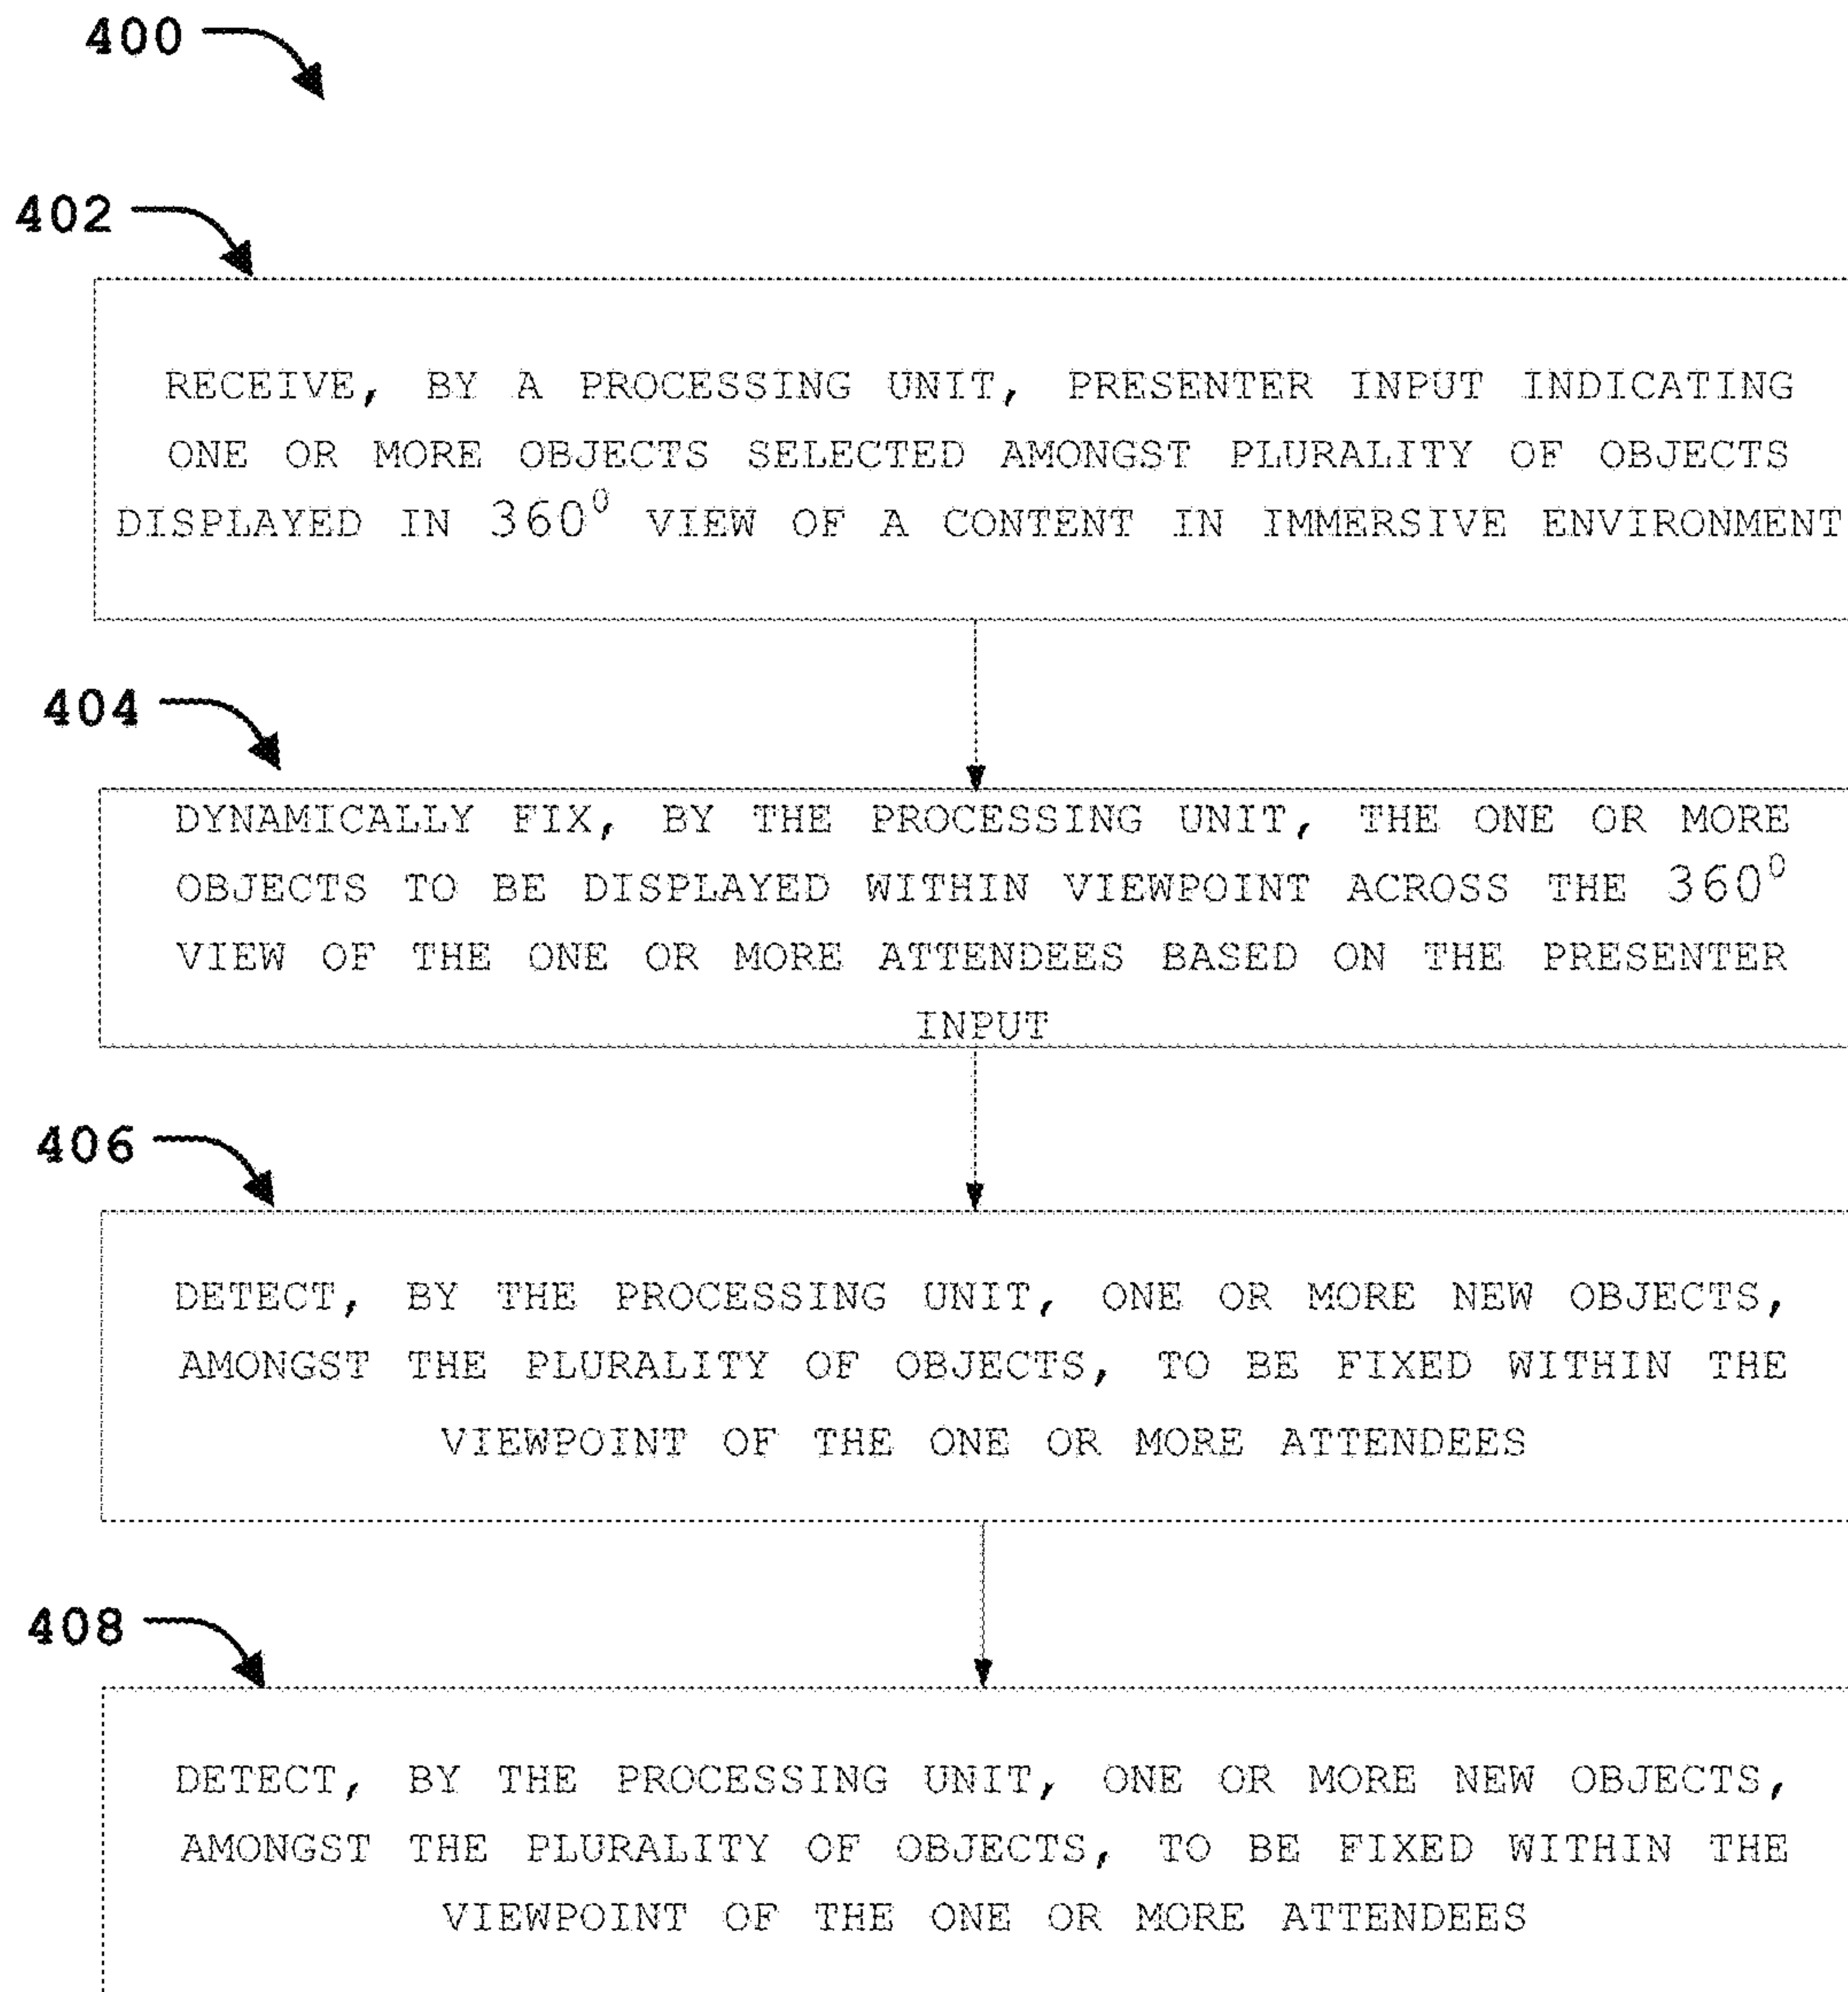 400
402
RECEIVE, BY A PROCESSING UNIT, PRESENTER INPUT INDICATING
ONE OR MORE OBJECTS SELECTED AMONGST PLURALITY OF OBJECTS
DISPLAYED IN 360⁰ VIEW OF A CONTENT IN IMMERSIVE ENVIRONMENT
404
DYNAMICALLY FIX, BY THE PROCESSING UNIT, THE ONE OR MORE
OBJECTS TO BE DISPLAYED WITHIN VIEWPOINT ACROSS THE 360⁰
VIEW OF THE ONE OR MORE ATTENDEES BASED ON THE PRESENTER
INPUT
406
DETECT, BY THE PROCESSING UNIT, ONE OR MORE NEW OBJECTS,
AMONGST THE PLURALITY OF OBJECTS, TO BE FIXED WITHIN THE
VIEWPOINT OF THE ONE OR MORE ATTENDEES
408
DETECT, BY THE PROCESSING UNIT, ONE OR MORE NEW OBJECTS,
AMONGST THE PLURALITY OF OBJECTS, TO BE FIXED WITHIN THE
VIEWPOINT OF THE ONE OR MORE ATTENDEES